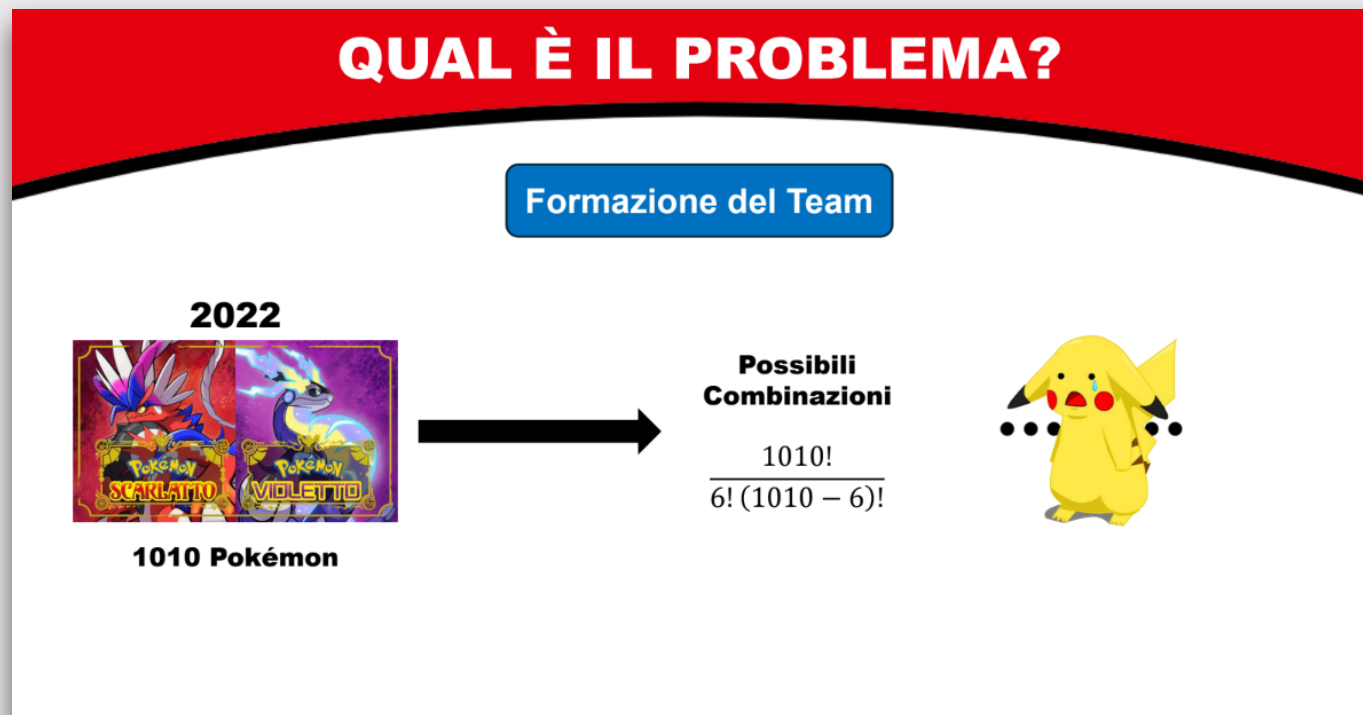 QUAL È IL PROBLEMA?
Formazione del Team
2022
POKÉMON
SCARLATTO
POKÉMON
VIOLETTO
1010 Pokémon
Possibili
Combinazioni
1010!
6! (1010 − 6)!